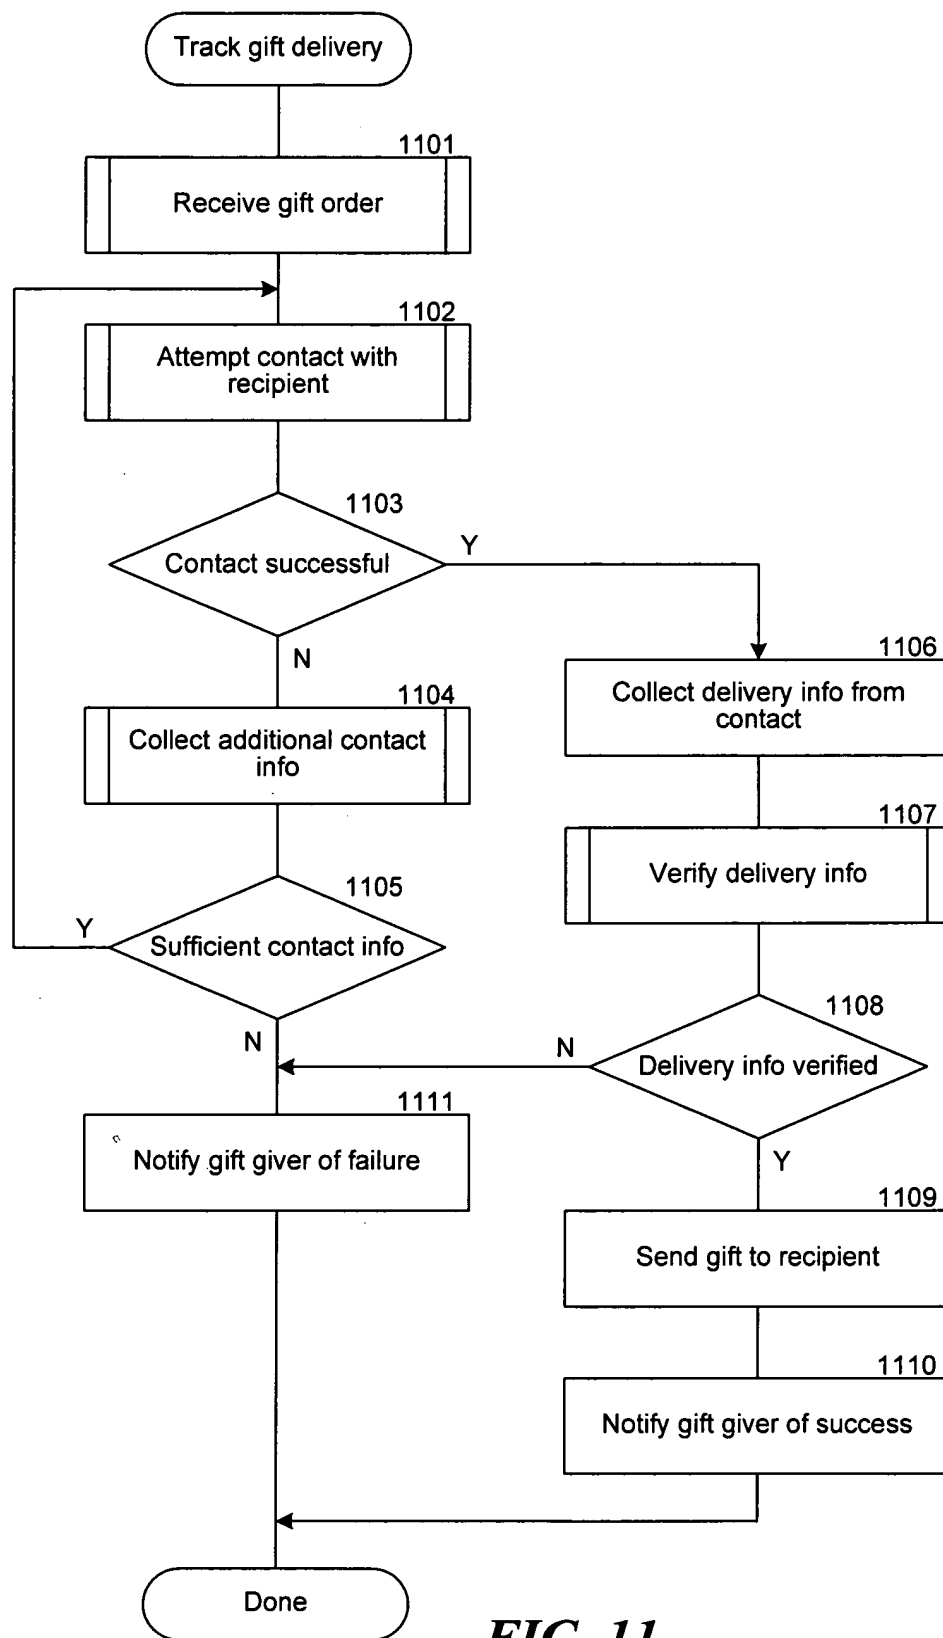 Track gift delivery
1101
Receive gift order
1102
Attempt contact with
recipient
1103
Contact successful
Y
N
1104
Collect additional contact
info
1105
Sufficient contact info
Y
N
1106
Collect delivery info from
contact
1107
Verify delivery info
1108
Delivery info verified
N
Y
1109
Send gift to recipient
1110
Notify gift giver of success
1111
Notify gift giver of failure
Done
FIG. 11